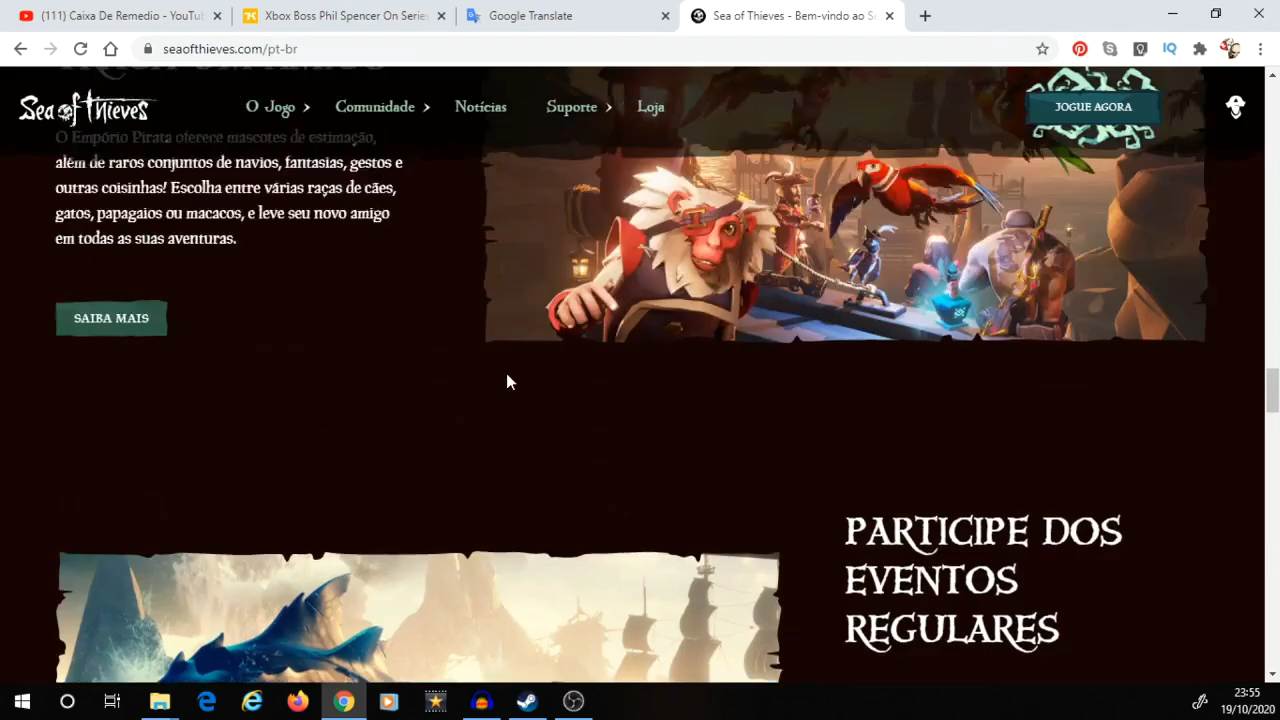 (111) Caixa De Remedio - YouTu
Xbox Boss Phil Spencer On Serie
Google Translate
Sea of Thieves - Bem-vindo ao Se
seaofthieves.com/pt-br
IQ
Sea of Thieves
O Jogo
Comunidade
Notícias
Suporte
Loja
JOGUE AGORA
O Empório Pirata oferece mascotes de estimação,
além de raros conjuntos de navios, fantasias, gestos e
outras coisinhas! Escolha entre várias raças de cães,
gatos, papagaios ou macacos, e leve seu novo amigo
em todas as suas aventuras.
SAIBA MAIS
PARTICIPE DOS
EVENTOS
REGULARES
23:55
19/10/2020